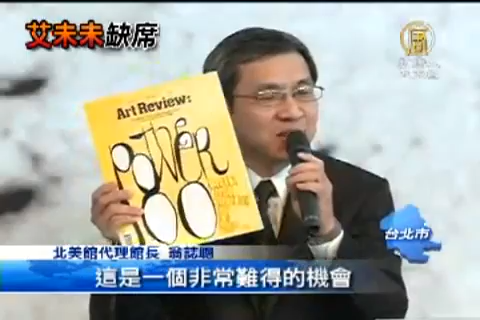 艾未未缺席
Art Review:
POWER
100
台北市
北美館代理館長 翁誌聰
這是一個非常難得的機會